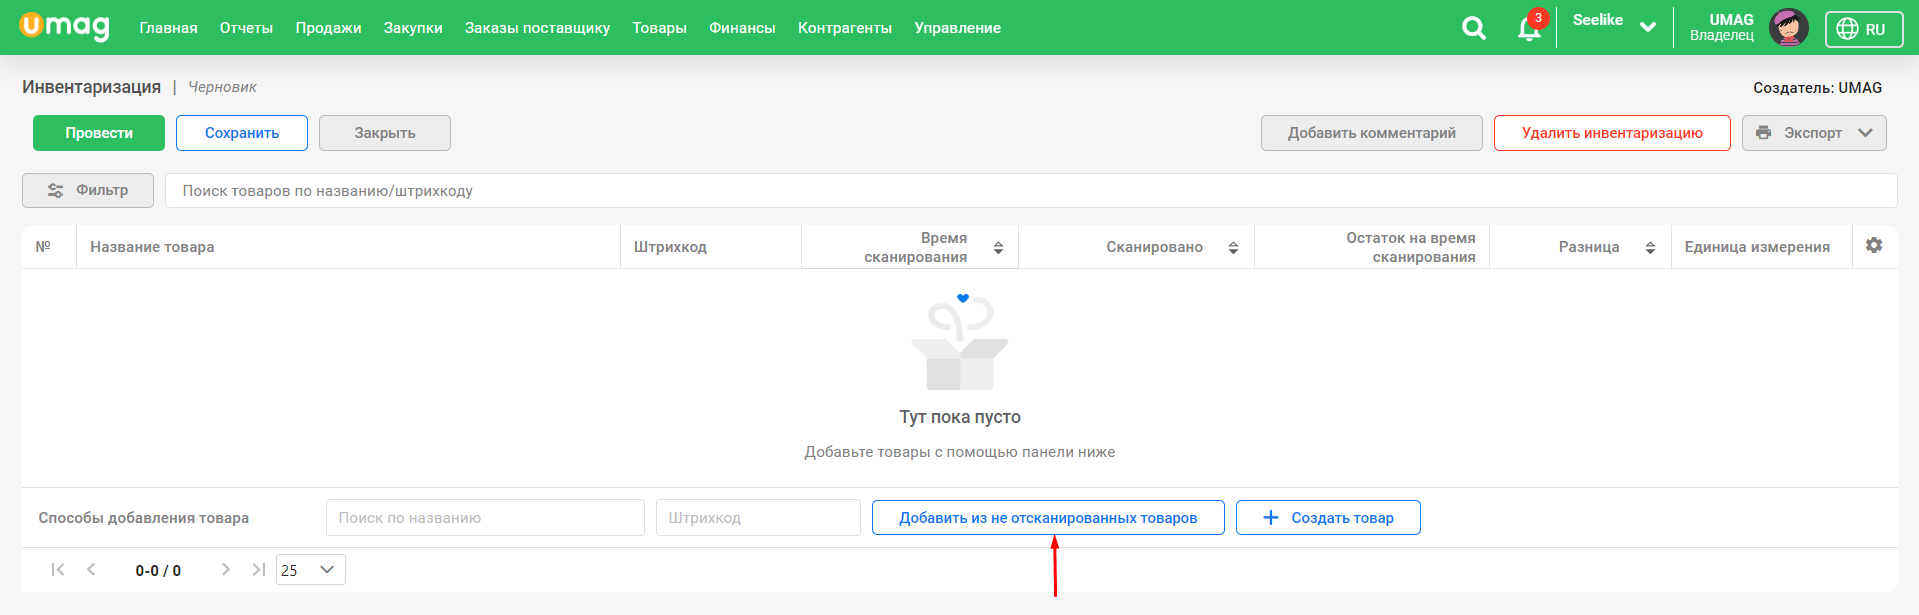 umag Главная Отчеты Продажи Закупки Заказы поставщику Товары Финансы Контрагенты Управление 3 Seelike UMAG RU
Владелец
Инвентаризация | Черновик Создатель: UMAG
Провести Сохранить Закрыть Добавить комментарий Удалить инвентаризацию Экспорт
Фильтр Поиск товаров по названию/штрихкоду
№ Название товара Штрихкод Время сканирования Сканировано Остаток на время сканирования Разница Единица измерения
Тут пока пусто
Добавьте товары с помощью панели ниже
Способы добавления товара Поиск по названию Штрихкод Добавить из не отсканированных товаров + Создать товар
0-0 / 0 25